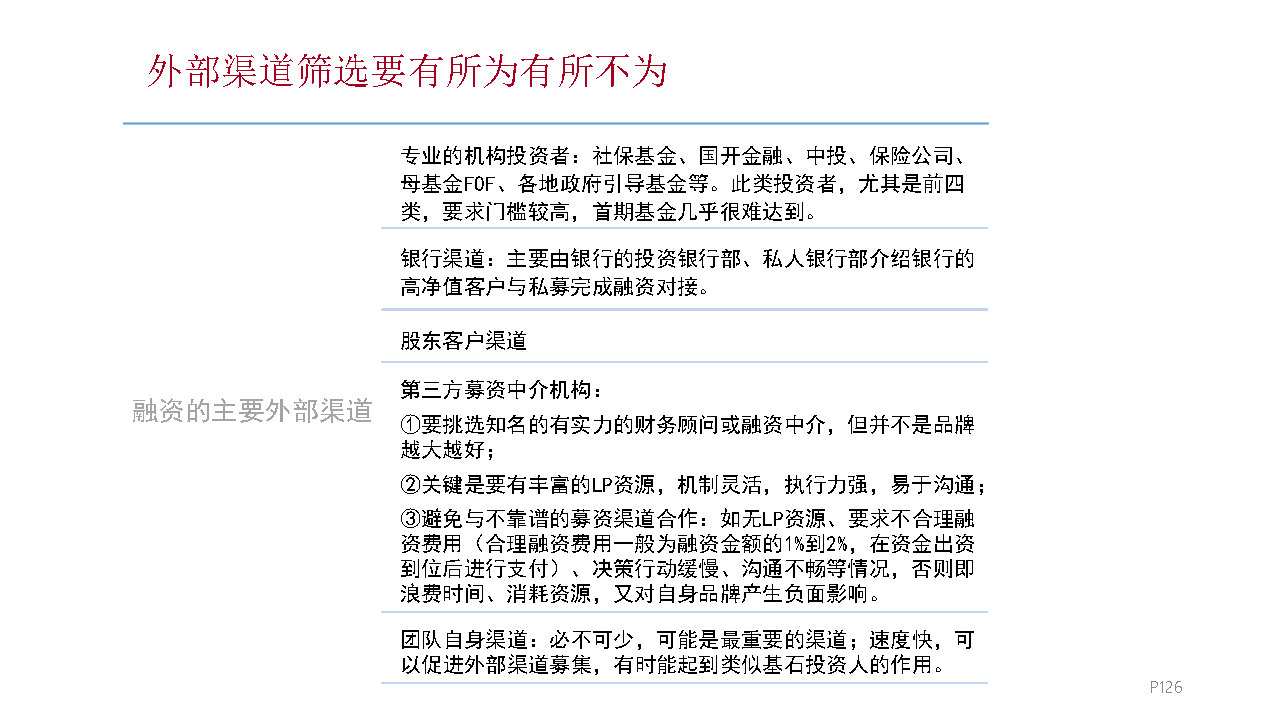 外部渠道筛选要有所为有所不为
专业的机构投资者：社保基金、国开金融、中投、保险公司、
母基金FOF、各地政府引导基金等。此类投资者，尤其是前四
类，要求门槛较高，首期基金几乎很难达到。
银行渠道：主要由银行的投资银行部、私人银行部介绍银行的
高净值客户与私募完成融资对接。
股东客户渠道
融资的主要外部渠道
第三方募资中介机构：
①要挑选知名的有实力的财务顾问或融资中介，但并不是品牌
越大越好；
②关键是要有丰富的LP资源，机制灵活，执行力强，易于沟通；
③避免与不靠谱的募资渠道合作：如无LP资源、要求不合理融
资费用（合理融资费用一般为融资金额的1%到2%，在资金出资
到位后进行支付）、决策行动缓慢、沟通不畅等情况，否则即
浪费时间、消耗资源，又对自身品牌产生负面影响。
团队自身渠道：必不可少，可能是最重要的渠道；速度快，可
以促进外部渠道募集，有时能起到类似基石投资人的作用。
P126